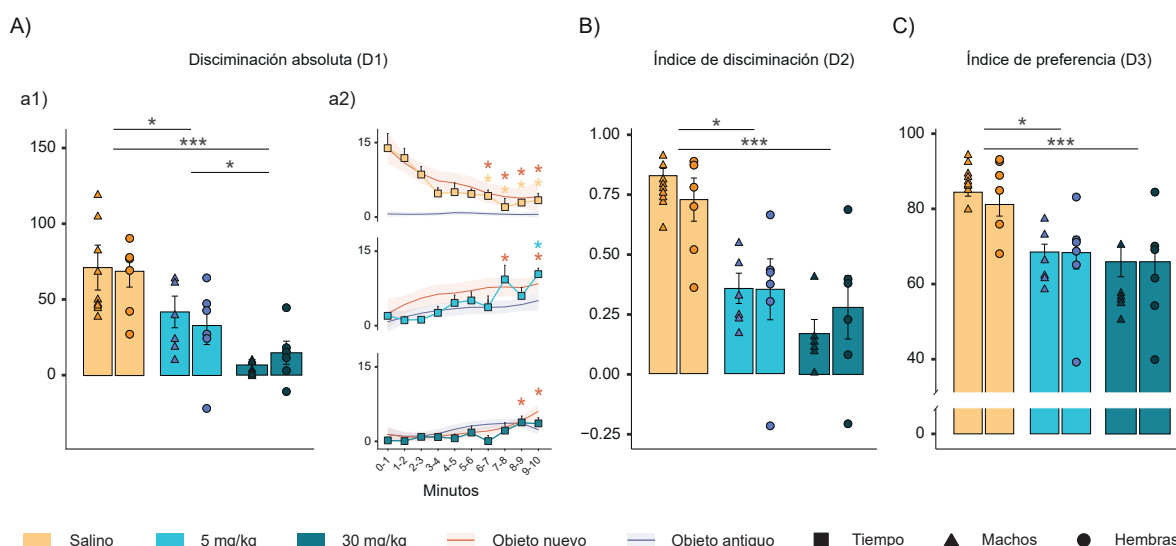 A)
B)
C)
Disciminación absoluta (D1)
Índice de disciminación (D2)
Índice de preferencia (D3)
a1)
a2)
*
***
*
150
100
50
0
15
0
* * * *
* * * *
15
0
*
* *
15
0
* *
0-1 1-2 2-3 3-4 4-5 5-6 6-7 7-8 8-9 9-10
Minutos
*
***
1.00
0.75
0.50
0.25
0.00
−0.25
*
***
100
80
60
40
0
Salino 5 mg/kg 30 mg/kg Objeto nuevo Objeto antiguo Tiempo Machos Hembras